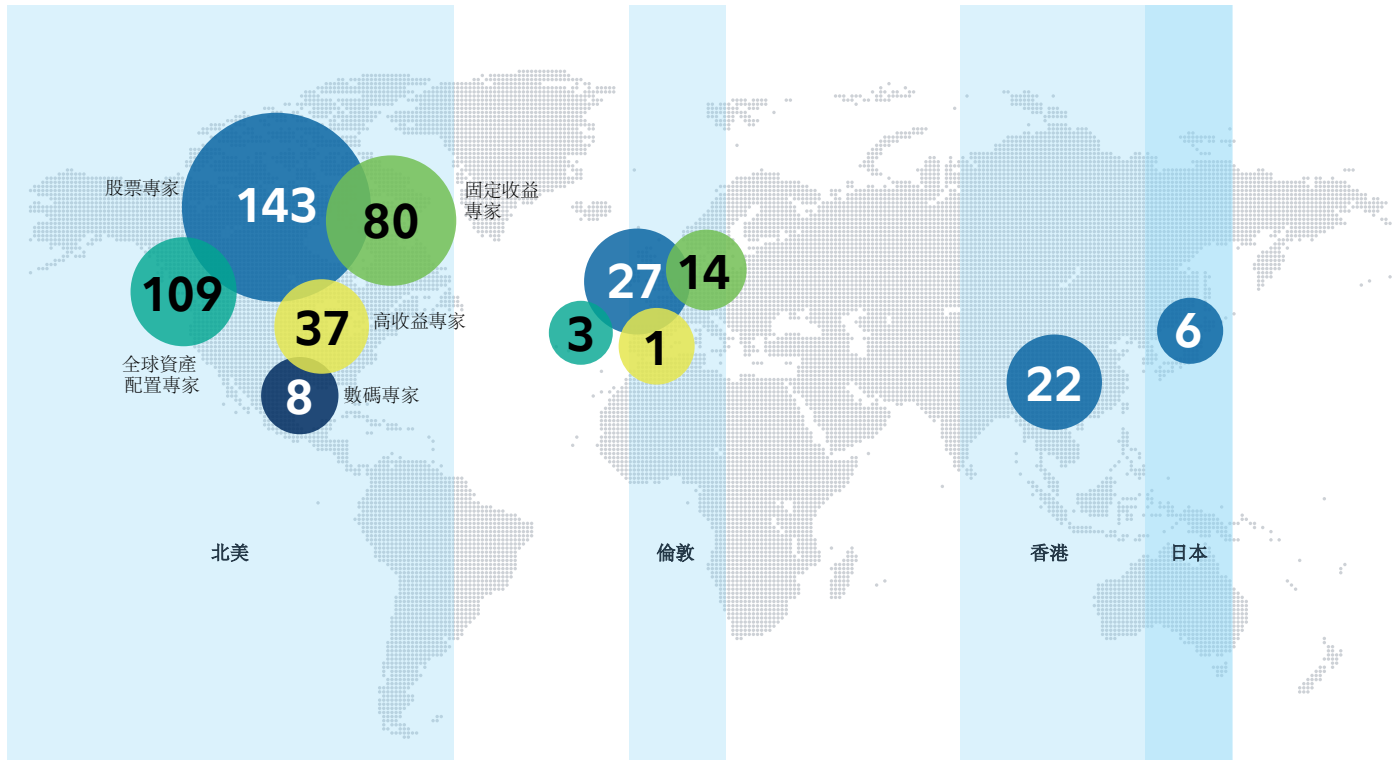 股票專家
143
80
固定收益
專家
109
全球資產
配置專家
37
高收益專家
8
數碼專家
27
14
3
1
22
6
北美
倫敦
香港
日本